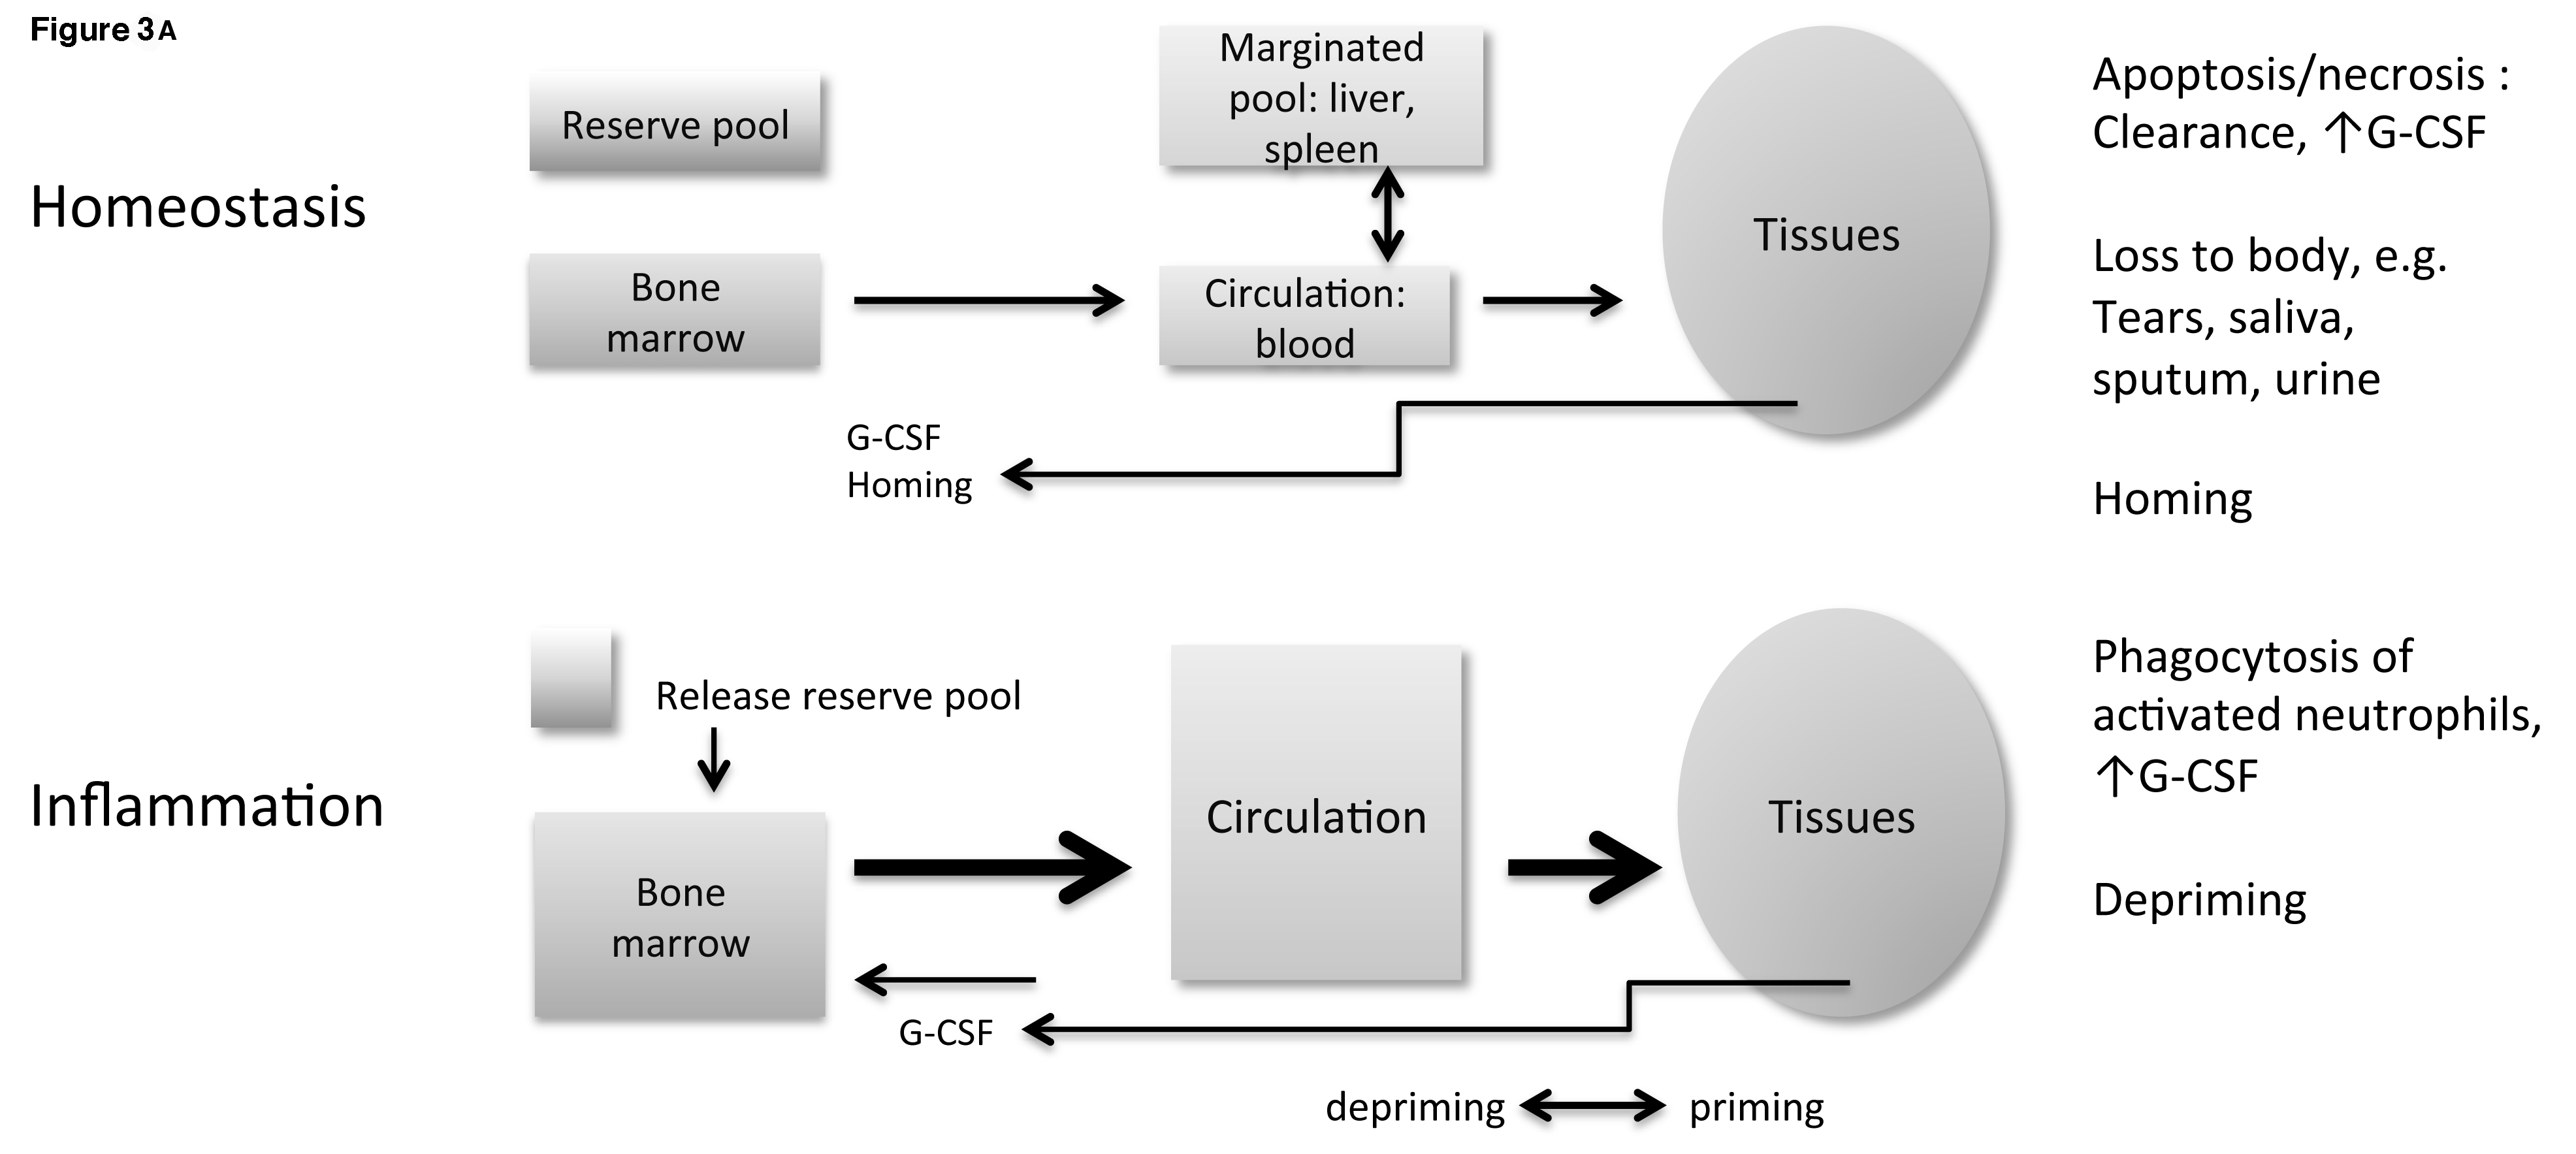 Figure 3A
Homeostasis
Reserve pool
Bone
marrow
Marginated
pool: liver,
spleen
Circulation:
blood
Tissues
G-CSF
Homing
Apoptosis/necrosis :
Clearance, ↑G-CSF
Loss to body, e.g.
Tears, saliva,
sputum, urine
Homing
Inflammation
Release reserve pool
Bone
marrow
Circulation
Tissues
G-CSF
depriming
priming
Phagocytosis of
activated neutrophils,
↑G-CSF
Depriming